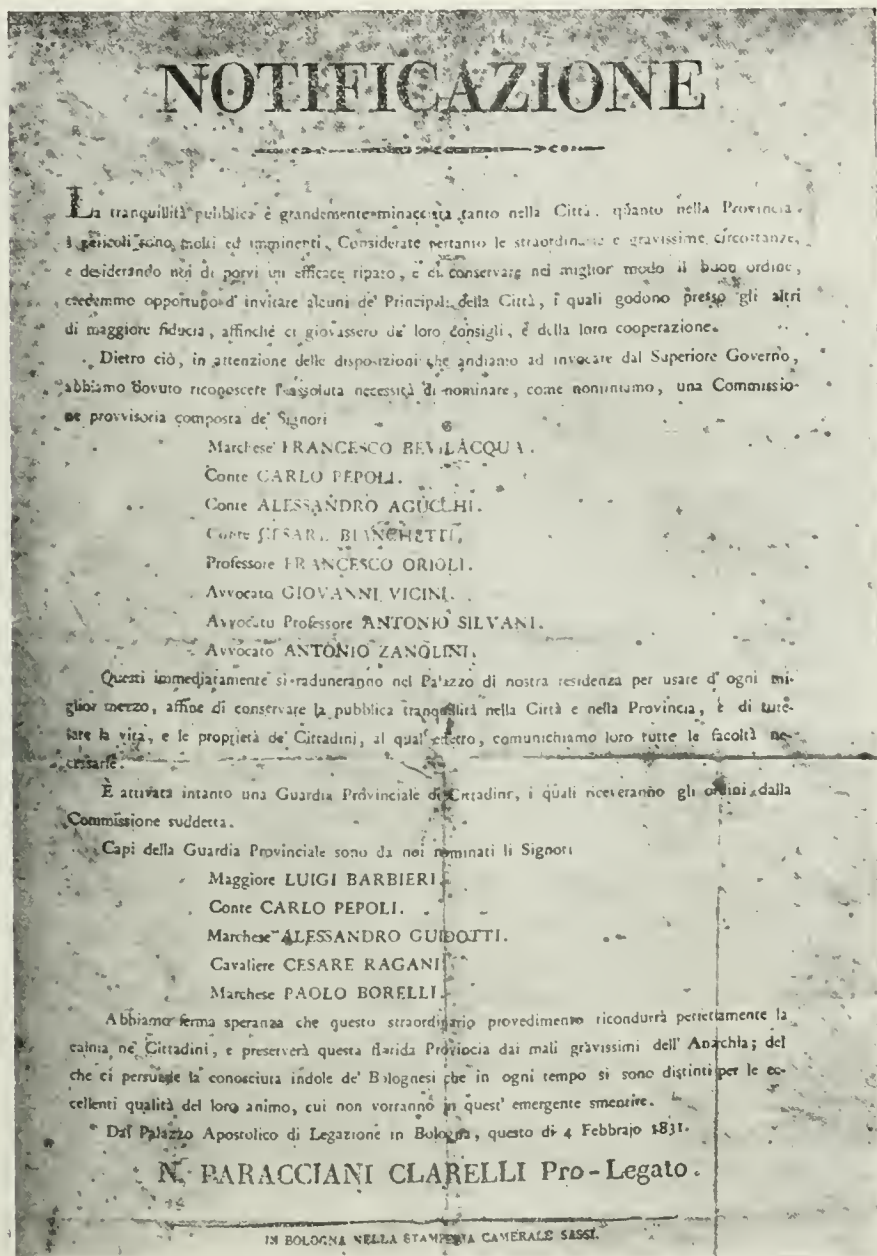 NOTIFICAZIONE
La tranquillità pubblica è grandemente minacciata tanto nella Città, quanto nella Provincia.
I pericoli sono molti ed imminenti. Considerate pertanto le straordinarie e gravissime circostanze,
e desiderando noi di porvi un efficace riparo, e di conservare nel miglior modo il buon ordine,
credemmo opportuno d' invitare alcuni de' Principali della Città, i quali godono presso gli altri
di maggiore fiducia, affinchè ci giovassero de' loro consigli, e della loro cooperazione.
Dietro ciò, in attenzione delle disposizioni che andiamo ad invocare dal Superiore Governo,
abbiamo dovuto riconoscere l'assoluta necessità di nominare, come nominiamo, una Commissio-
ne provvisoria composta de' Signori
Marchese FRANCESCO BEVILACQUA.
Conte CARLO PEPOLI.
Conte ALESSANDRO AGUCCHI.
Conte CESARE BIANCHETTI.
Professore FRANCESCO ORIOLI.
Avvocato GIOVANNI VICINI.
Avvocato Professore ANTONIO SILVANI.
Avvocato ANTONIO ZANOLINI.
Questi immediatamente si raduneranno nel Palazzo di nostra residenza per usare d' ogni mi-
glior mezzo, affine di conservare la pubblica tranquillità nella Città e nella Provincia, e di tute-
lare la vita, e le proprietà de' Cittadini, al qual effetto, comunichiamo loro tutte le facoltà ne-
cessarie.
È attivata intanto una Guardia Provinciale di Cittadini, i quali riceveranno gli ordini dalla
Commissione suddetta.
Capi della Guardia Provinciale sono da noi nominati li Signori
Maggiore LUIGI BARBIERI.
Conte CARLO PEPOLI.
Marchese ALESSANDRO GUIDOTTI.
Cavaliere CESARE RAGANI.
Marchese PAOLO BORELLI.
Abbiamo ferma speranza che questo straordinario provedimento ricondurrà perfettamente la
calma ne' Cittadini, e preserverà questa florida Provincia dai mali gravissimi dell' Anarchia; del
che ci persuade la conosciuta indole de' Bolognesi che in ogni tempo si sono distinti per le ec-
cellenti qualità del loro animo, cui non vorranno in quest' emergente smentire.
Dal Palazzo Apostolico di Legazione in Bologna, questo dì 4 Febbrajo 1831.
N. PARACCIANI CLARELLI Pro-Legato.
IN BOLOGNA NELLA STAMPERIA CAMERALE SASSI.